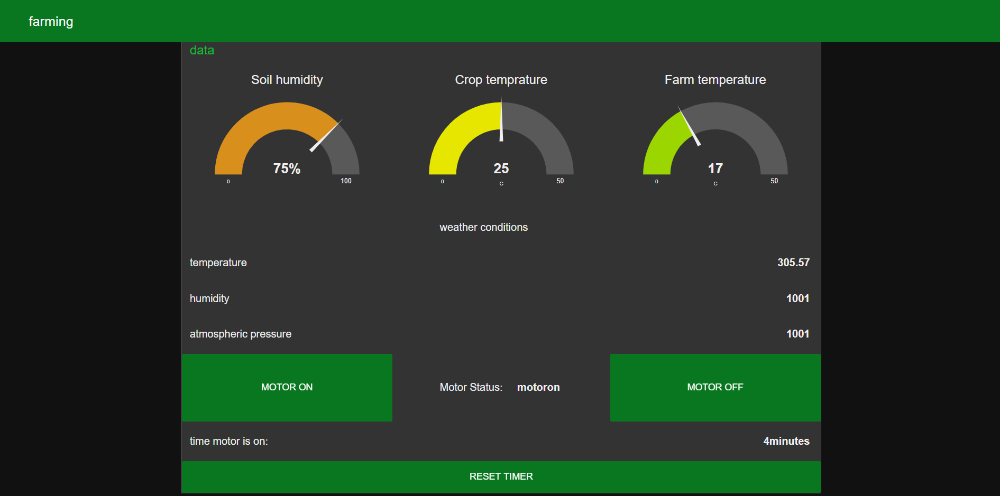 farming
data
Soil humidity
75%
0 100
Crop temprature
25
0 C 50
Farm temperature
17
0 C 50
weather conditions
temperature 305.57
humidity 1001
atmospheric pressure 1001
MOTOR ON Motor Status: motoron MOTOR OFF
time motor is on: 4minutes
RESET TIMER